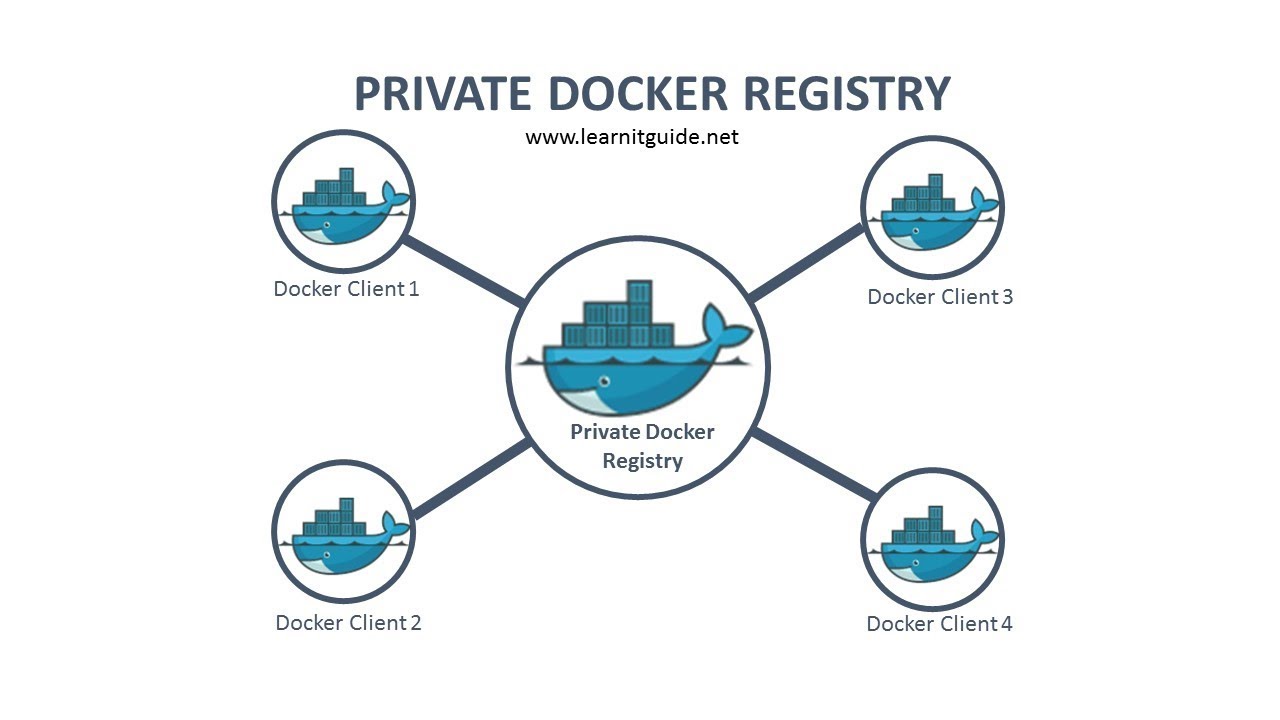 PRIVATE DOCKER REGISTRY
www.learnitguide.net
Docker Client 1
Docker Client 3
Private Docker
Registry
Docker Client 2
Docker Client 4